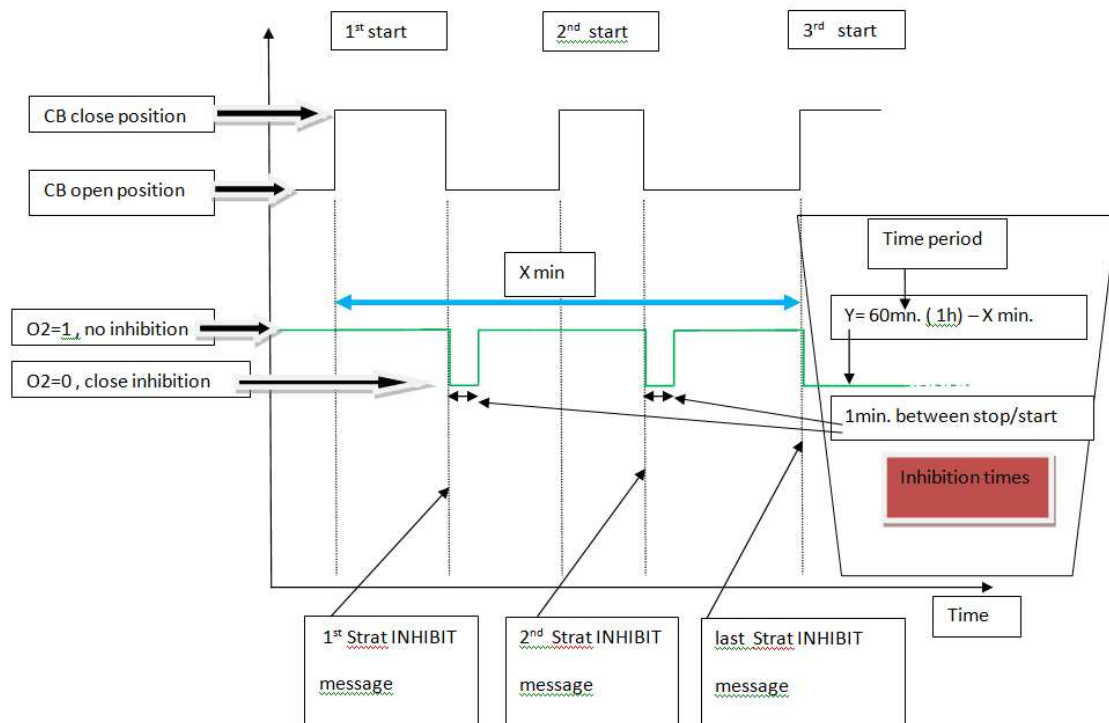 1st start
2nd start
3rd start
CB close position
CB open position
Time period
X min
Y= 60mn. ( 1h) – X min.
O2=1 , no inhibition
O2=0 , close inhibition
1min. between stop/start
Inhibition times
Time
1st Strat INHIBIT
message
2nd Strat INHIBIT
message
last Strat INHIBIT
message